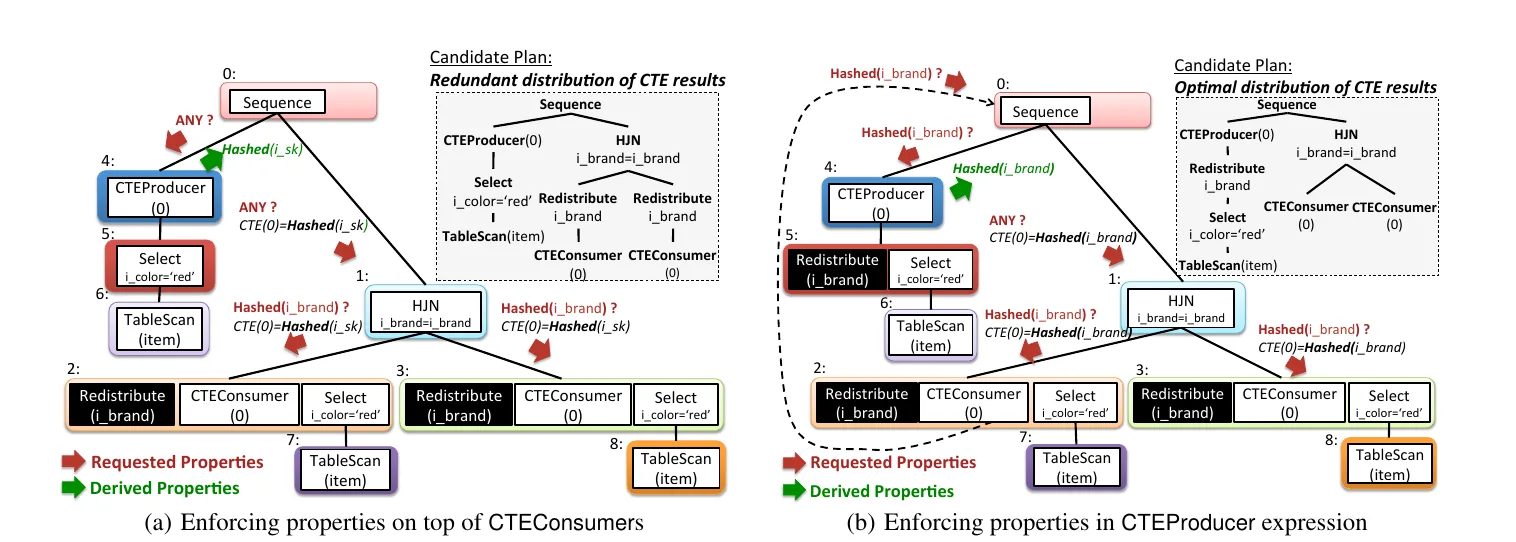 Candidate Plan:
Redundant distribution of CTE results
0:
Sequence
ANY ?
Hashed(i_sk)
4:
CTEProducer
(0)
5:
Select
i_color='red'
6:
TableScan
(item)
ANY ?
CTE(0)=Hashed(i_sk)
1:
HJN
i_brand=i_brand
Sequence
CTEProducer(0)
HJN
i_brand=i_brand
Select
i_color='red'
Redistribute
i_brand
Redistribute
i_brand
TableScan(item)
CTEConsumer
(0)
CTEConsumer
(0)
Hashed(i_brand) ?
CTE(0)=Hashed(i_sk)
Hashed(i_brand) ?
CTE(0)=Hashed(i_sk)
2:
Redistribute
(i_brand)
CTEConsumer
(0)
Select
i_color='red'
3:
Redistribute
(i_brand)
CTEConsumer
(0)
Select
i_color='red'
7:
TableScan
(item)
8:
TableScan
(item)
Requested Properties
Derived Properties
(a) Enforcing properties on top of CTEConsumers
Hashed(i_brand) ?
0:
Sequence
Candidate Plan:
Optimal distribution of CTE results
Hashed(i_brand) ?
Hashed(i_brand)
4:
CTEProducer
(0)
5:
Redistribute
(i_brand)
Select
i_color='red'
6:
TableScan
(item)
ANY ?
CTE(0)=Hashed(i_brand)
1:
HJN
i_brand=i_brand
Sequence
CTEProducer(0)
HJN
i_brand=i_brand
Redistribute
i_brand
Select
i_color='red'
CTEConsumer
(0)
CTEConsumer
(0)
TableScan(item)
Hashed(i_brand) ?
CTE(0)=Hashed(i_brand)
Hashed(i_brand) ?
CTE(0)=Hashed(i_brand)
2:
Redistribute
(i_brand)
CTEConsumer
(0)
Select
i_color='red'
3:
Redistribute
(i_brand)
CTEConsumer
(0)
Select
i_color='red'
7:
TableScan
(item)
8:
TableScan
(item)
Requested Properties
Derived Properties
(b) Enforcing properties in CTEProducer expression